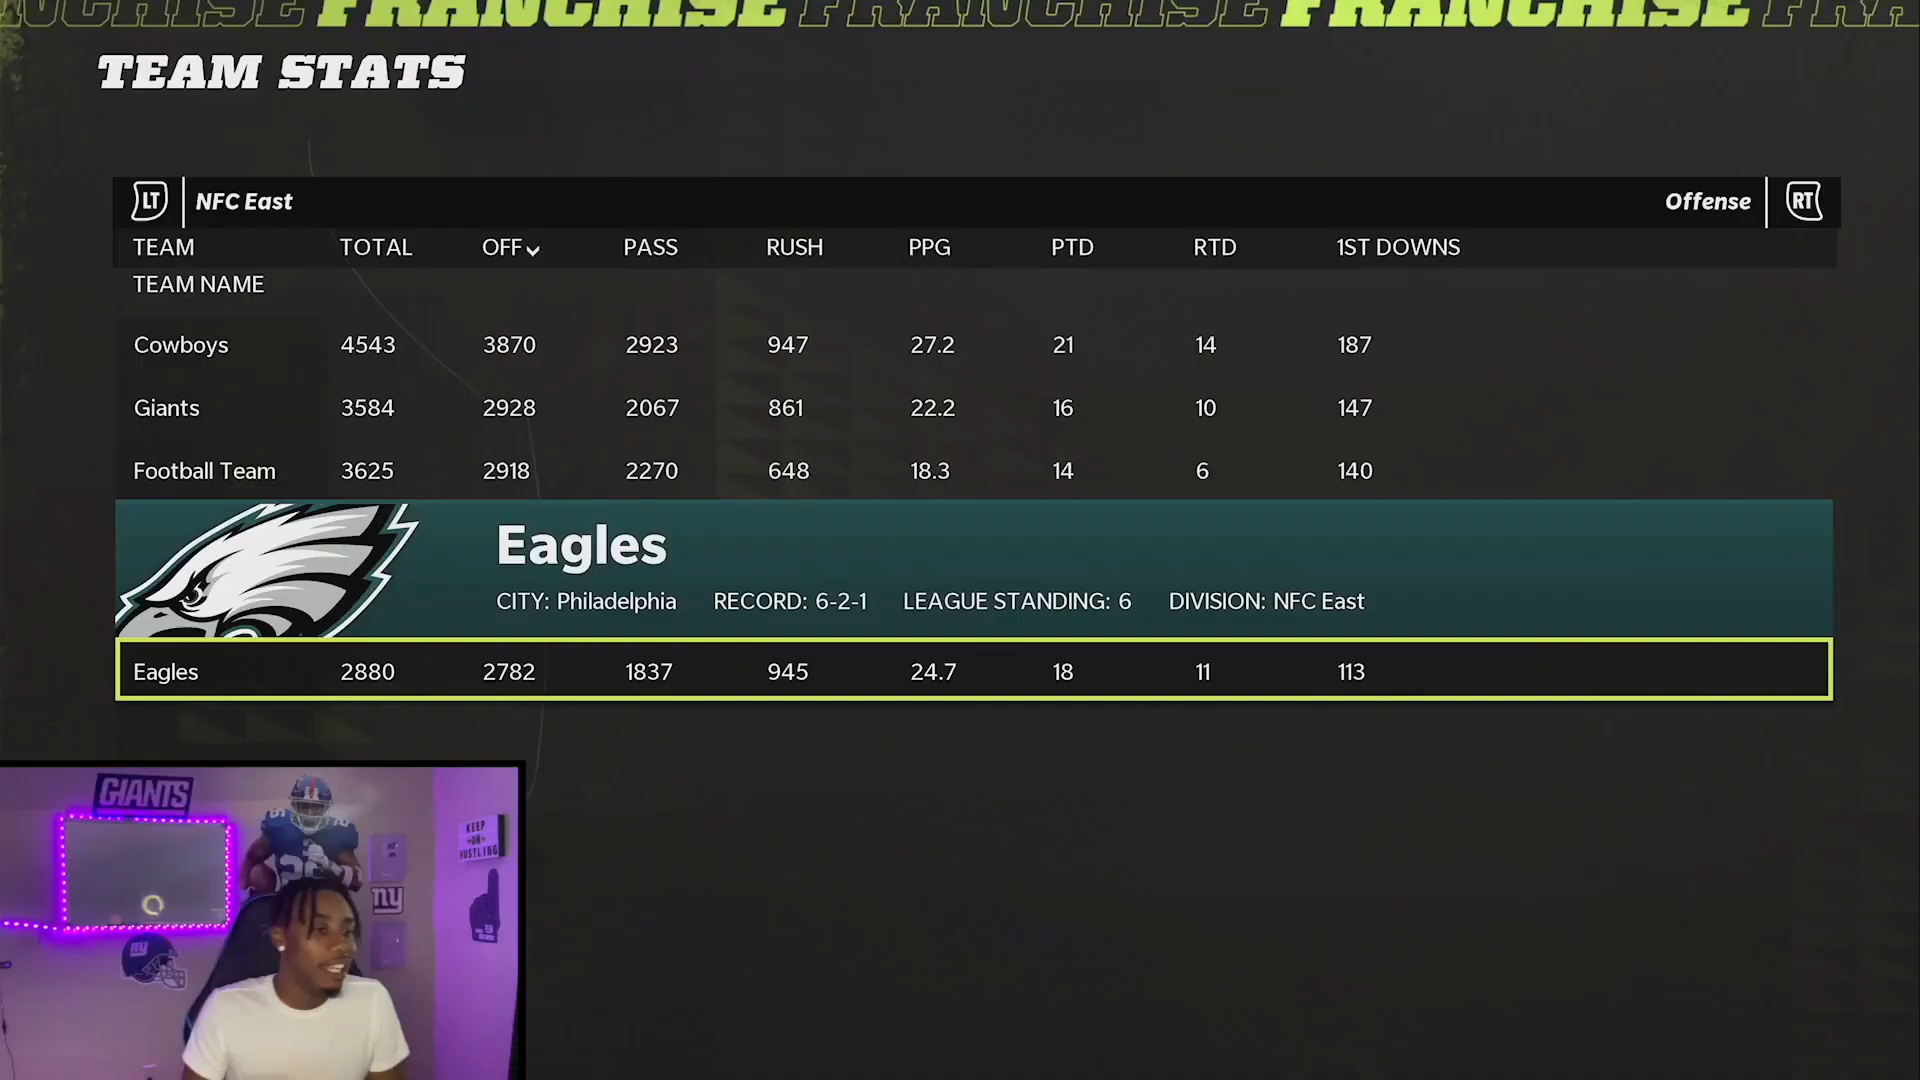 FRANCHISE FRANCHISE FRANCHISE FRANCHISE
TEAM STATS
LT NFC East Offense RT
TEAM TOTAL OFF PASS RUSH PPG PTD RTD 1ST DOWNS
TEAM NAME
Cowboys 4543 3870 2923 947 27.2 21 14 187
Giants 3584 2928 2067 861 22.2 16 10 147
Football Team 3625 2918 2270 648 18.3 14 6 140
Eagles
CITY: Philadelphia RECORD: 6-2-1 LEAGUE STANDING: 6 DIVISION: NFC East
Eagles 2880 2782 1837 945 24.7 18 11 113
GIANTS
KEEP
ON
HUSTLING
ny
ny